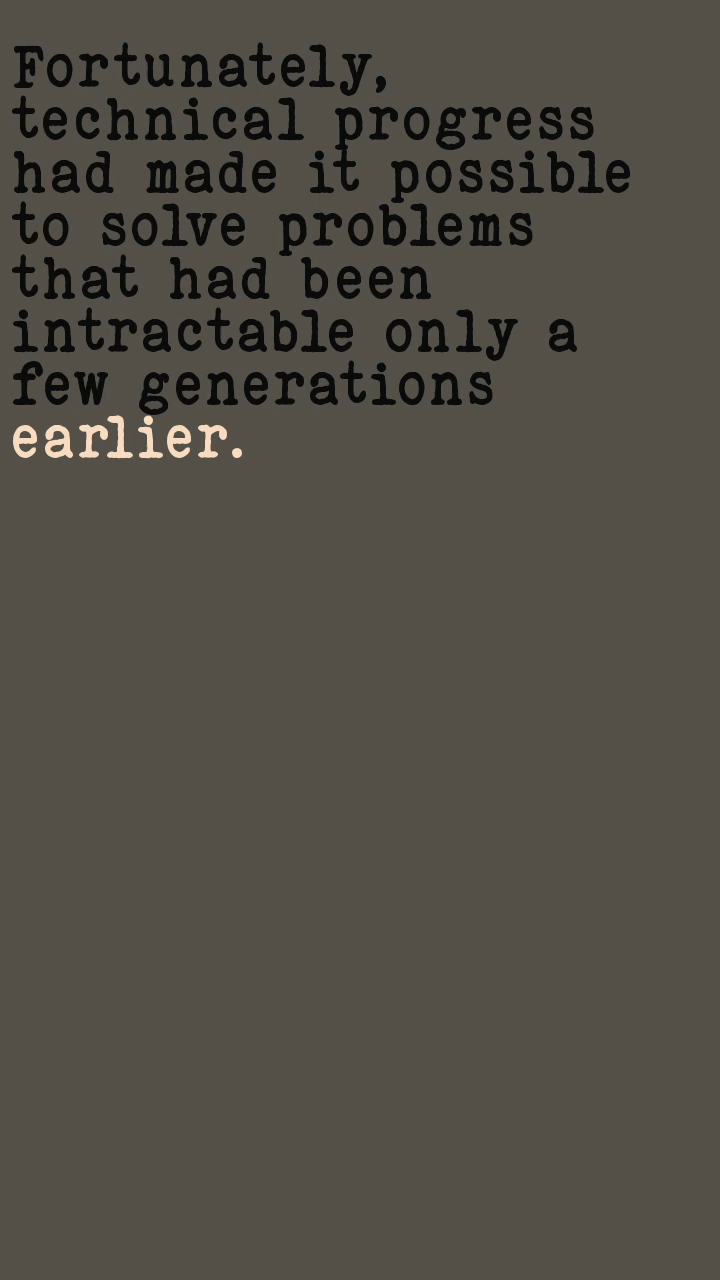 Fortunately,
technical progress
had made it possible
to solve problems
that had been
intractable only a
few generations
earlier.